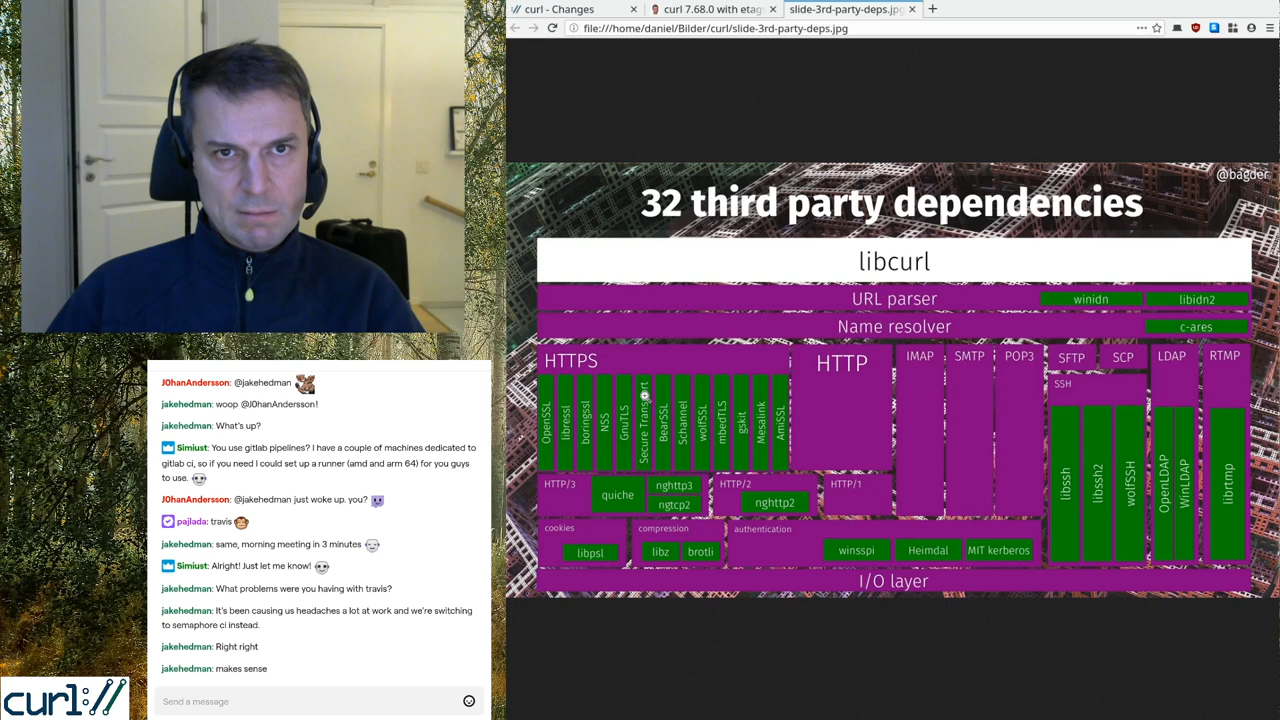 curl - Changes
curl 7.68.0 with etag
slide-3rd-party-deps.jpg
file:///home/daniel/Bilder/curl/slide-3rd-party-deps.jpg
@bagder
32 third party dependencies
libcurl
URL parser
winidn
libidn2
Name resolver
c-ares
HTTPS
HTTP
IMAP
SMTP
POP3
SFTP
SCP
LDAP
RTMP
SSH
OpenSSL
libressl
boringssl
NSS
GnuTLS
Secure Transport
BearSSL
Schannel
wolfSSL
mbedTLS
gskit
Mesalink
AmiSSL
libssh
libssh2
wolfSSH
OpenLDAP
WinLDAP
librtmp
HTTP/3
quiche
nghttp3
ngtcp2
HTTP/2
nghttp2
HTTP/1
cookies
libpsl
compression
libz
brotli
authentication
winsspi
Heimdal
MIT kerberos
I/O layer
J0hanAndersson: @jakehedman
jakehedman: woop @J0hanAndersson!
jakehedman: What's up?
Simiust: You use gitlab pipelines? I have a couple of machines dedicated to
gitlab ci, so if you need I could set up a runner (amd and arm 64) for you guys
to use.
J0hanAndersson: @jakehedman just woke up. you?
pajlada: travis
jakehedman: same, morning meeting in 3 minutes
Simiust: Alright! Just let me know!
jakehedman: What problems were you having with travis?
jakehedman: It's been causing us headaches a lot at work and we're switching
to semaphore ci instead.
jakehedman: Right right
jakehedman: makes sense
Send a message
curl://